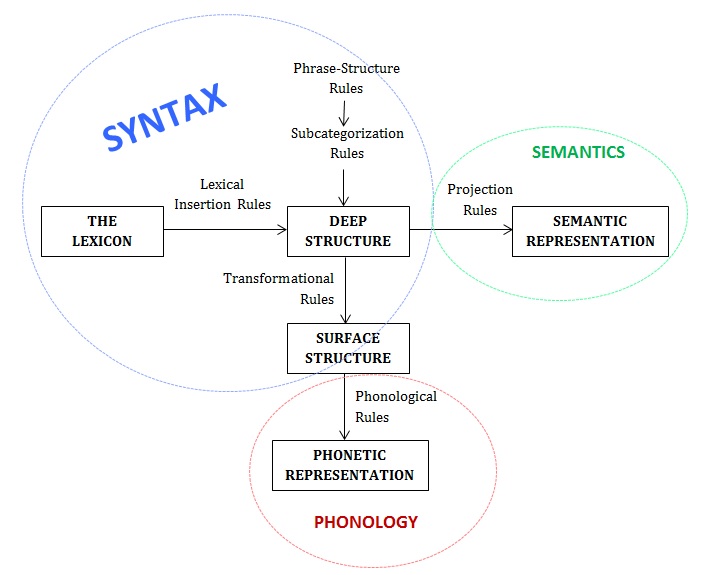 SYNTAX
Phrase-Structure
Rules
Subcategorization
Rules
SEMANTICS
Lexical
Insertion Rules
Projection
Rules
THE
LEXICON
DEEP
STRUCTURE
SEMANTIC
REPRESENTATION
Transformational
Rules
SURFACE
STRUCTURE
Phonological
Rules
PHONETIC
REPRESENTATION
PHONOLOGY